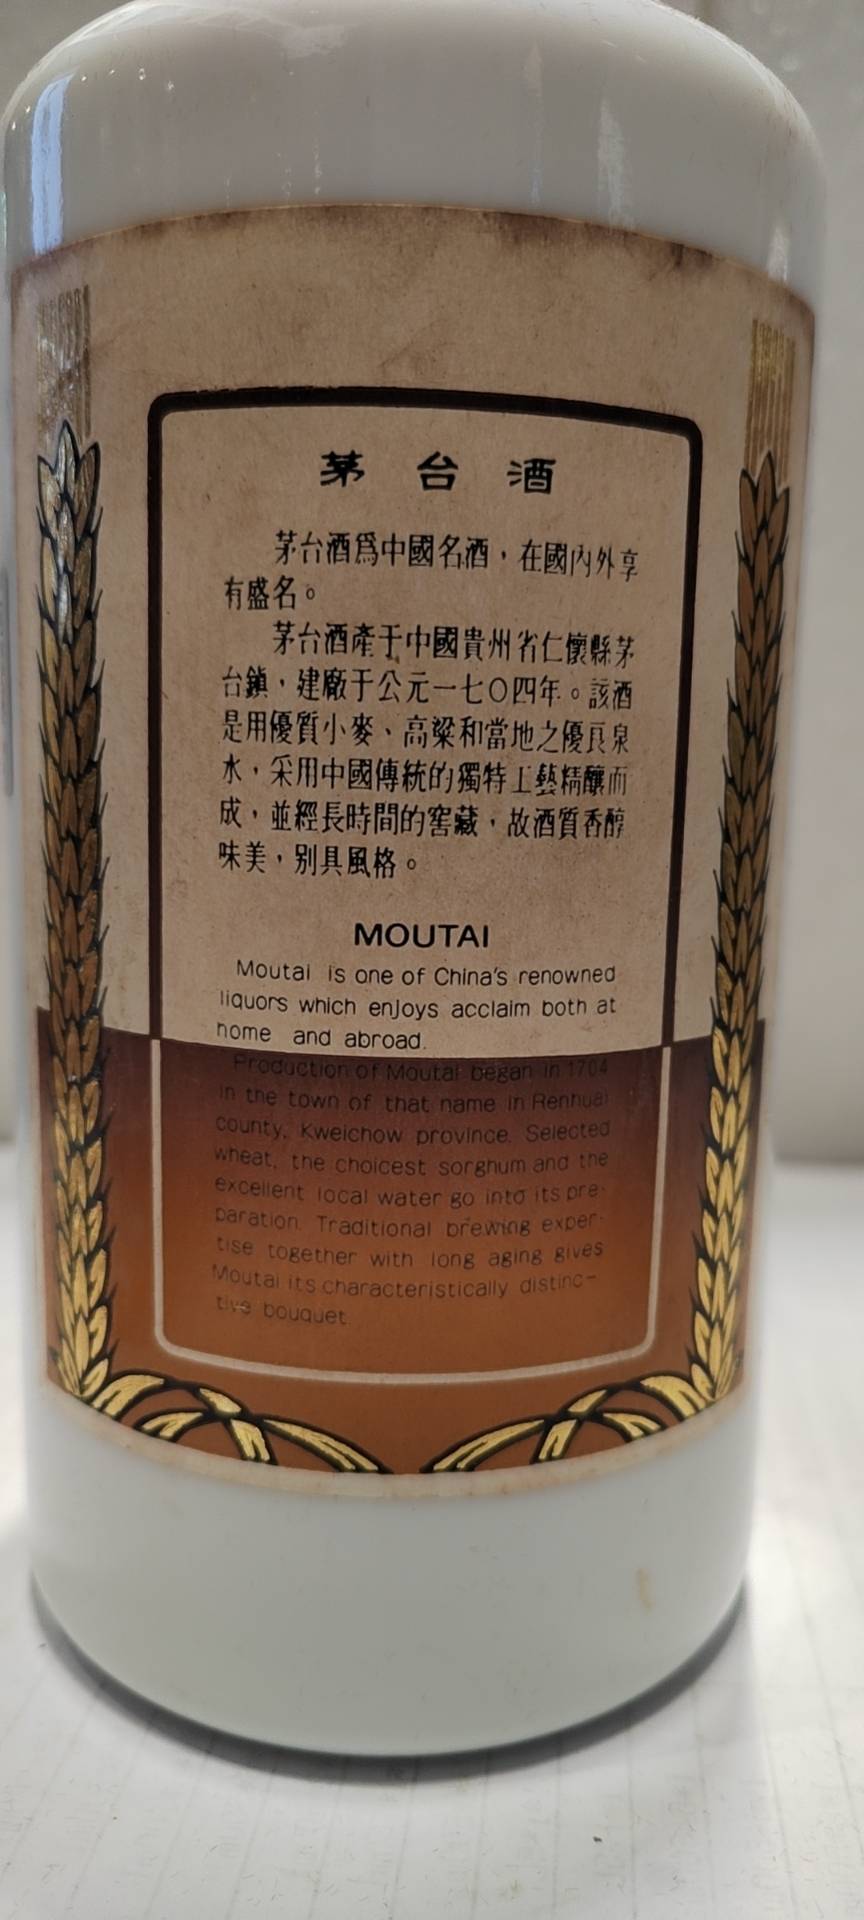 茅台酒
茅台酒爲中國名酒，在國內外享
有盛名。
茅台酒產于中國貴州省仁懷縣茅
台鎮，建廠于公元一七〇四年。該酒
是用優質小麥、高粱和當地之優良泉
水，采用中國傳統的獨特工藝精釀而
成，並經長時間的窖藏，故酒質香醇
味美，别具風格。
MOUTAI
Moutai is one of China's renowned
liquors which enjoys acclaim both at
home and abroad.
Production of Moutai began in 1704
in the town of that name in Renhuai
county, Kweichow province. Selected
wheat, the choicest sorghum and the
excellent local water go into its pre-
paration. Traditional brewing exper-
tise together with long aging gives
Moutai its characteristically distinc-
tive bouquet.